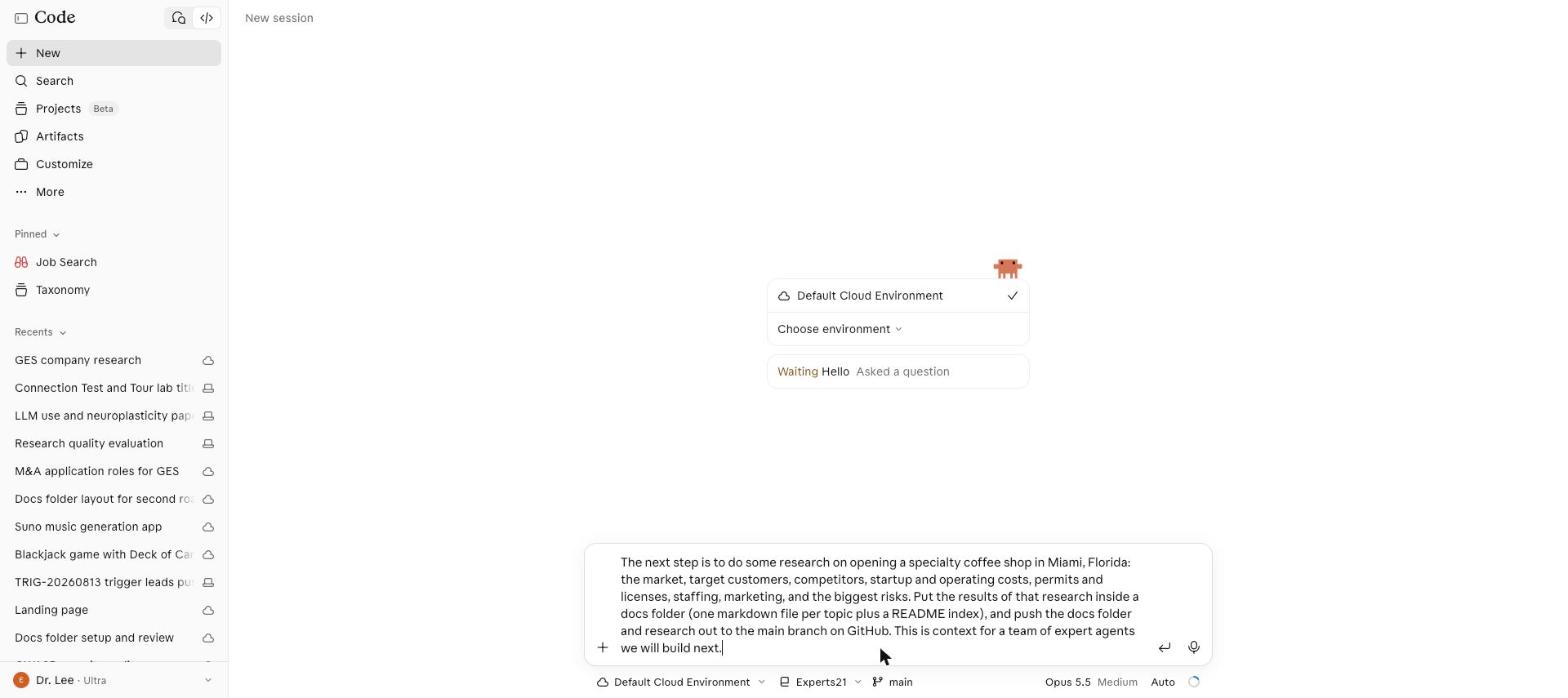 Code
New session
New
Search
Projects Beta
Artifacts
Customize
More
Pinned
Job Search
Taxonomy
Recents
GES company research
Connection Test and Tour lab
LLM use and neuroplasticity
Research quality evaluation
M&A application roles for GES
Docs folder layout for second
Suno music generation app
Blackjack game with Deck of
TRIG-20260813 trigger leads
Landing page
Docs folder setup and review
E Dr. Lee · Ultra
Default Cloud Environment
Choose environment
Waiting Hello Asked a question
The next step is to do some research on opening a specialty coffee shop in Miami, Florida:
the market, target customers, competitors, startup and operating costs, permits and
licenses, staffing, marketing, and the biggest risks. Put the results of that research inside a
docs folder (one markdown file per topic plus a README index), and push the docs folder
and research out to the main branch on GitHub. This is context for a team of expert agents
we will build next.
Default Cloud Environment Experts21 main Opus 5.5 Medium Auto